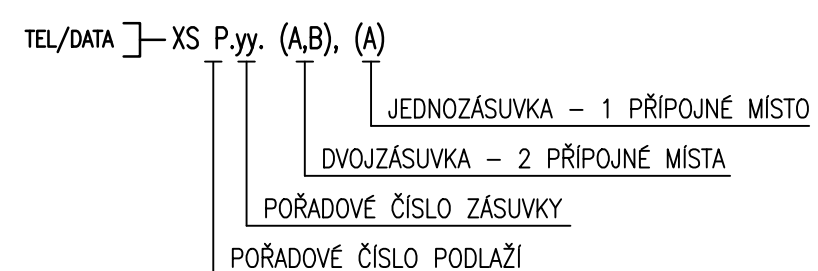 TEL/DATA XS P.yy. (A,B), (A)
JEDNOZÁSUVKA – 1 PŘÍPOJNÉ MÍSTO
DVOJZÁSUVKA – 2 PŘÍPOJNÉ MÍSTA
POŘADOVÉ ČÍSLO ZÁSUVKY
POŘADOVÉ ČÍSLO PODLAŽÍ